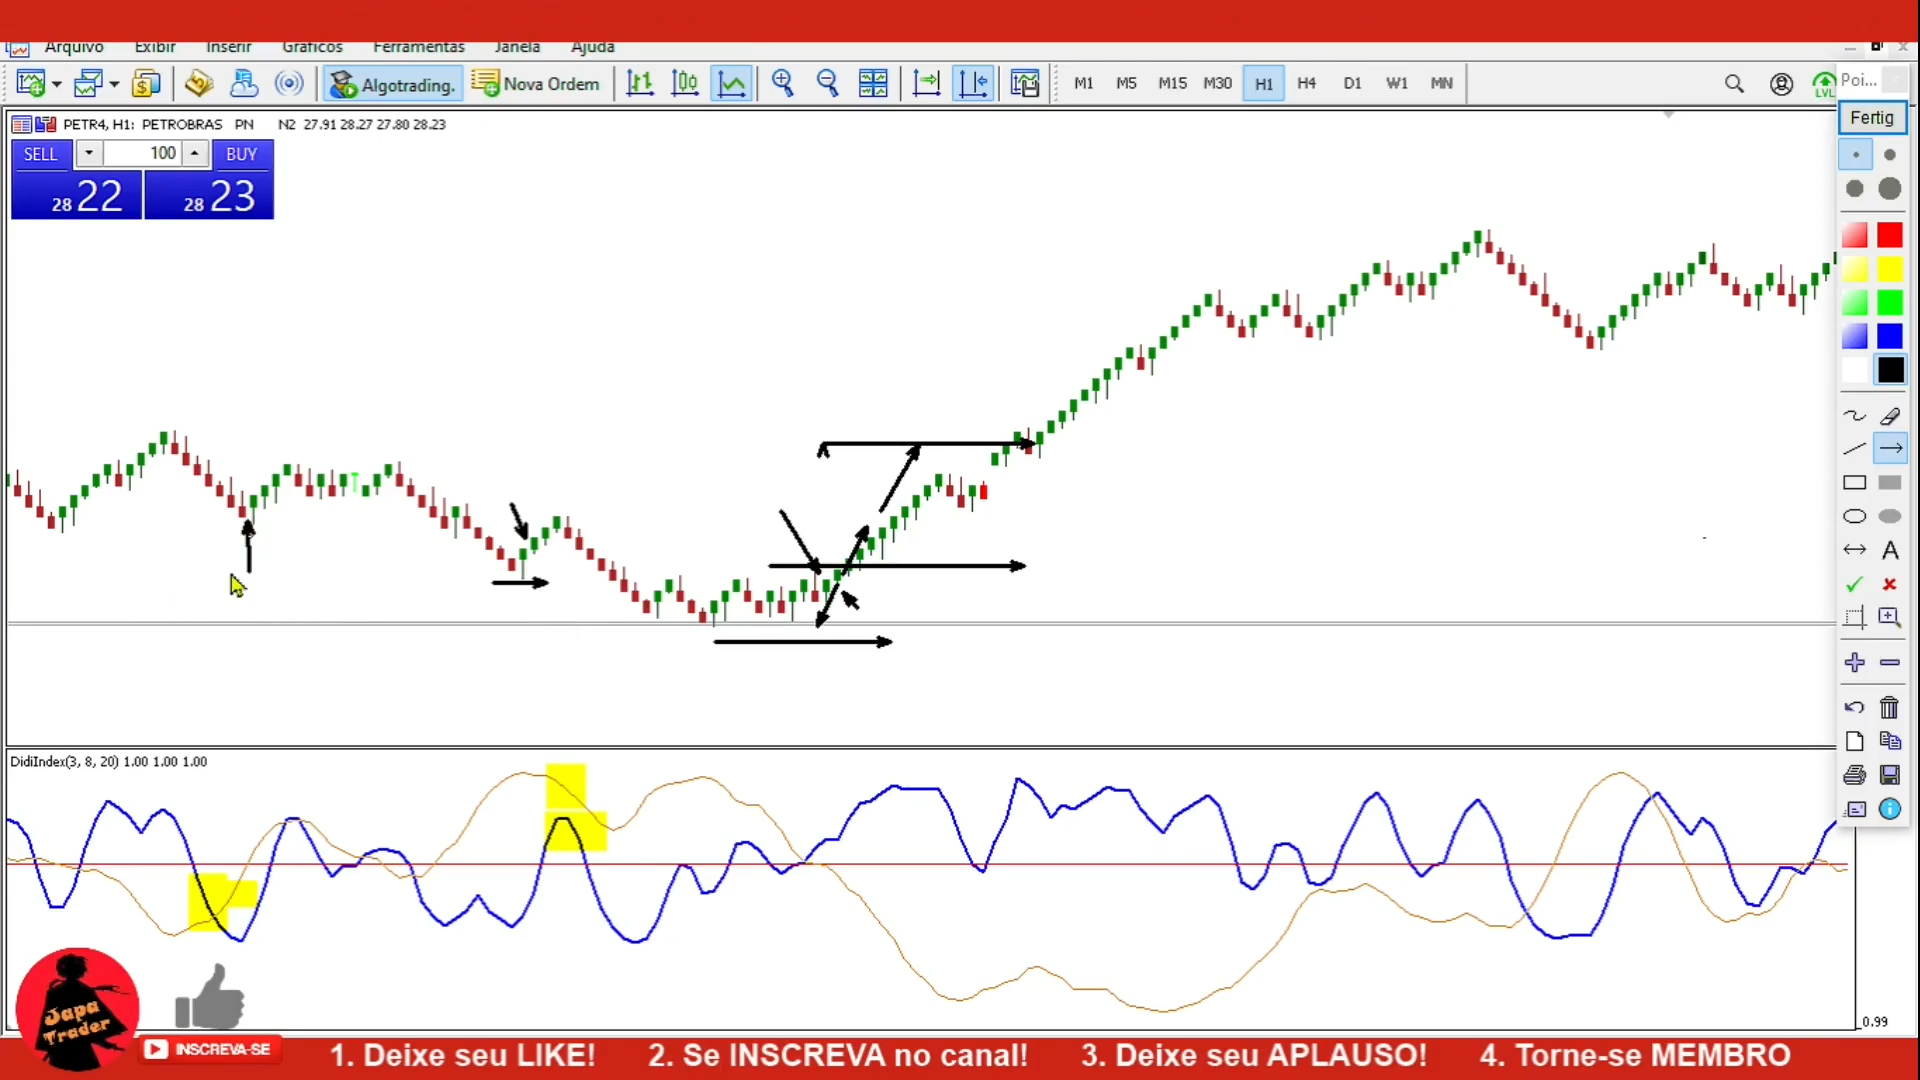 Arquivo Exibir Inserir Gráficos Ferramentas Janela Ajuda
Algotrading. Nova Ordem M1 M5 M15 M30 H1 H4 D1 W1 MN LVL Poi...
Fertig
PETR4, H1: PETROBRAS PN N2 27.91 28.27 27.80 28.23
SELL 100 BUY
28 22 28 23
A
DidiIndex(3, 8, 20) 1.00 1.00 1.00
0.99
Japa
Trader
INSCREVA-SE
1. Deixe seu LIKE! 2. Se INSCREVA no canal! 3. Deixe seu APLAUSO! 4. Torne-se MEMBRO